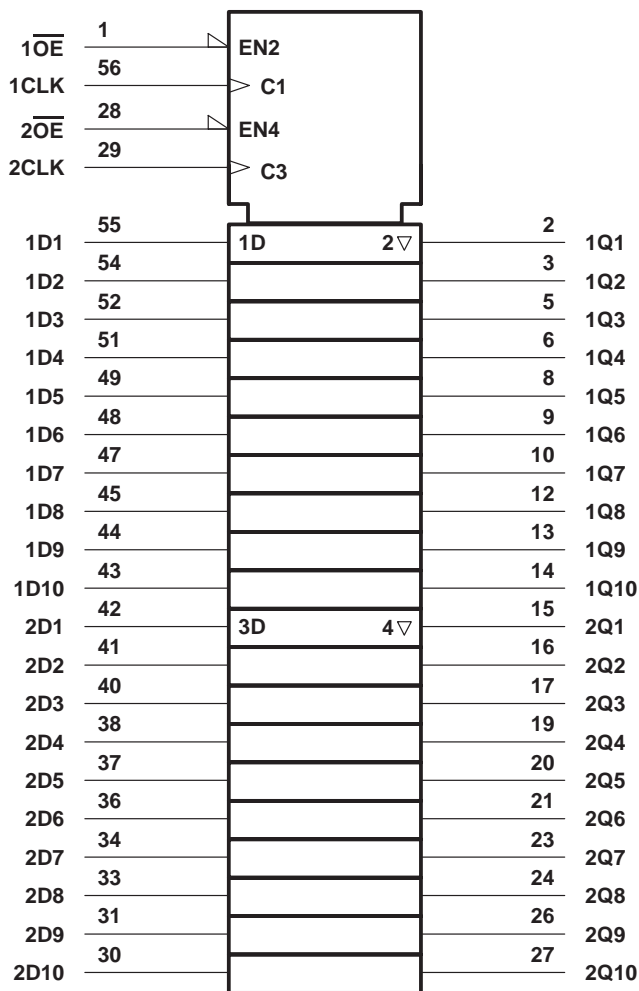 1O̅E̅ 1 EN2
1CLK 56 C1
2O̅E̅ 28 EN4
2CLK 29 C3
1D1 55 1D 2▽ 2 1Q1
1D2 54 3 1Q2
1D3 52 5 1Q3
1D4 51 6 1Q4
1D5 49 8 1Q5
1D6 48 9 1Q6
1D7 47 10 1Q7
1D8 45 12 1Q8
1D9 44 13 1Q9
1D10 43 14 1Q10
2D1 42 3D 4▽ 15 2Q1
2D2 41 16 2Q2
2D3 40 17 2Q3
2D4 38 19 2Q4
2D5 37 20 2Q5
2D6 36 21 2Q6
2D7 34 23 2Q7
2D8 33 24 2Q8
2D9 31 26 2Q9
2D10 30 27 2Q10